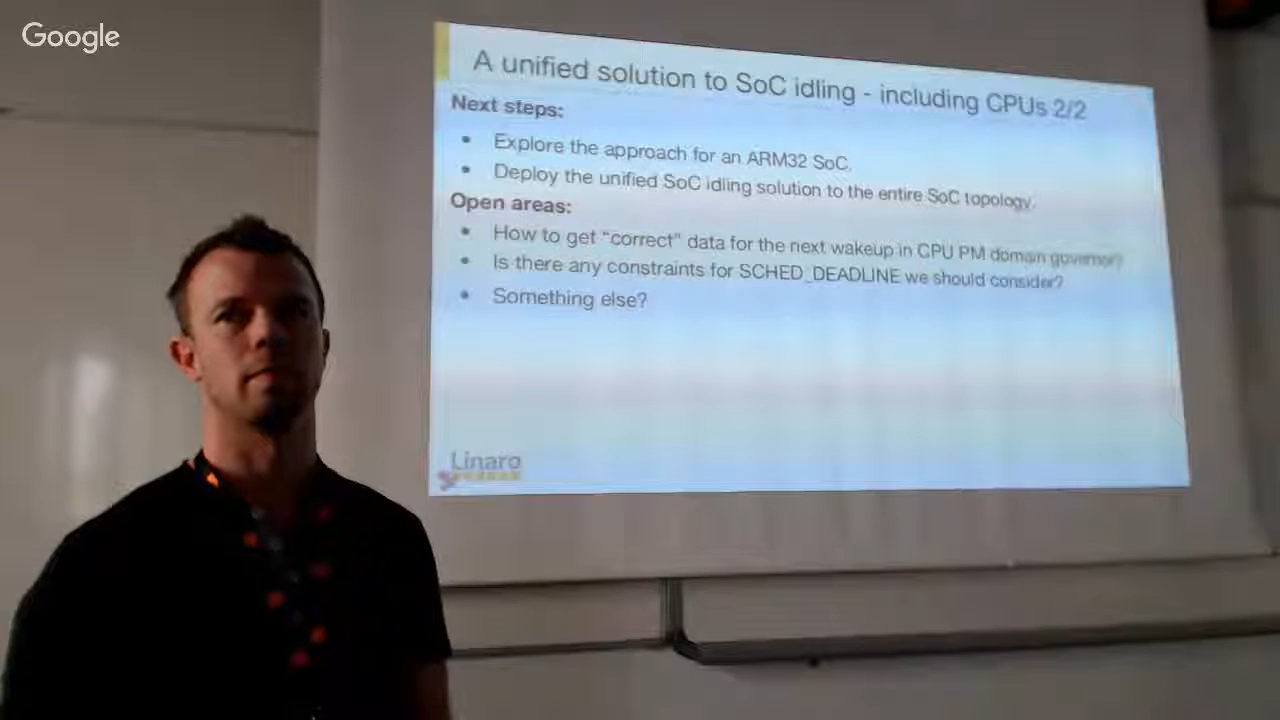 Google
A unified solution to SoC idling - including CPUs 2/2
Next steps:
Explore the approach for an ARM32 SoC.
Deploy the unified SoC idling solution to the entire SoC topology.
Open areas:
How to get “correct” data for the next wakeup in CPU PM domain governor?
Is there any constraints for SCHED_DEADLINE we should consider?
Something else?
Linaro